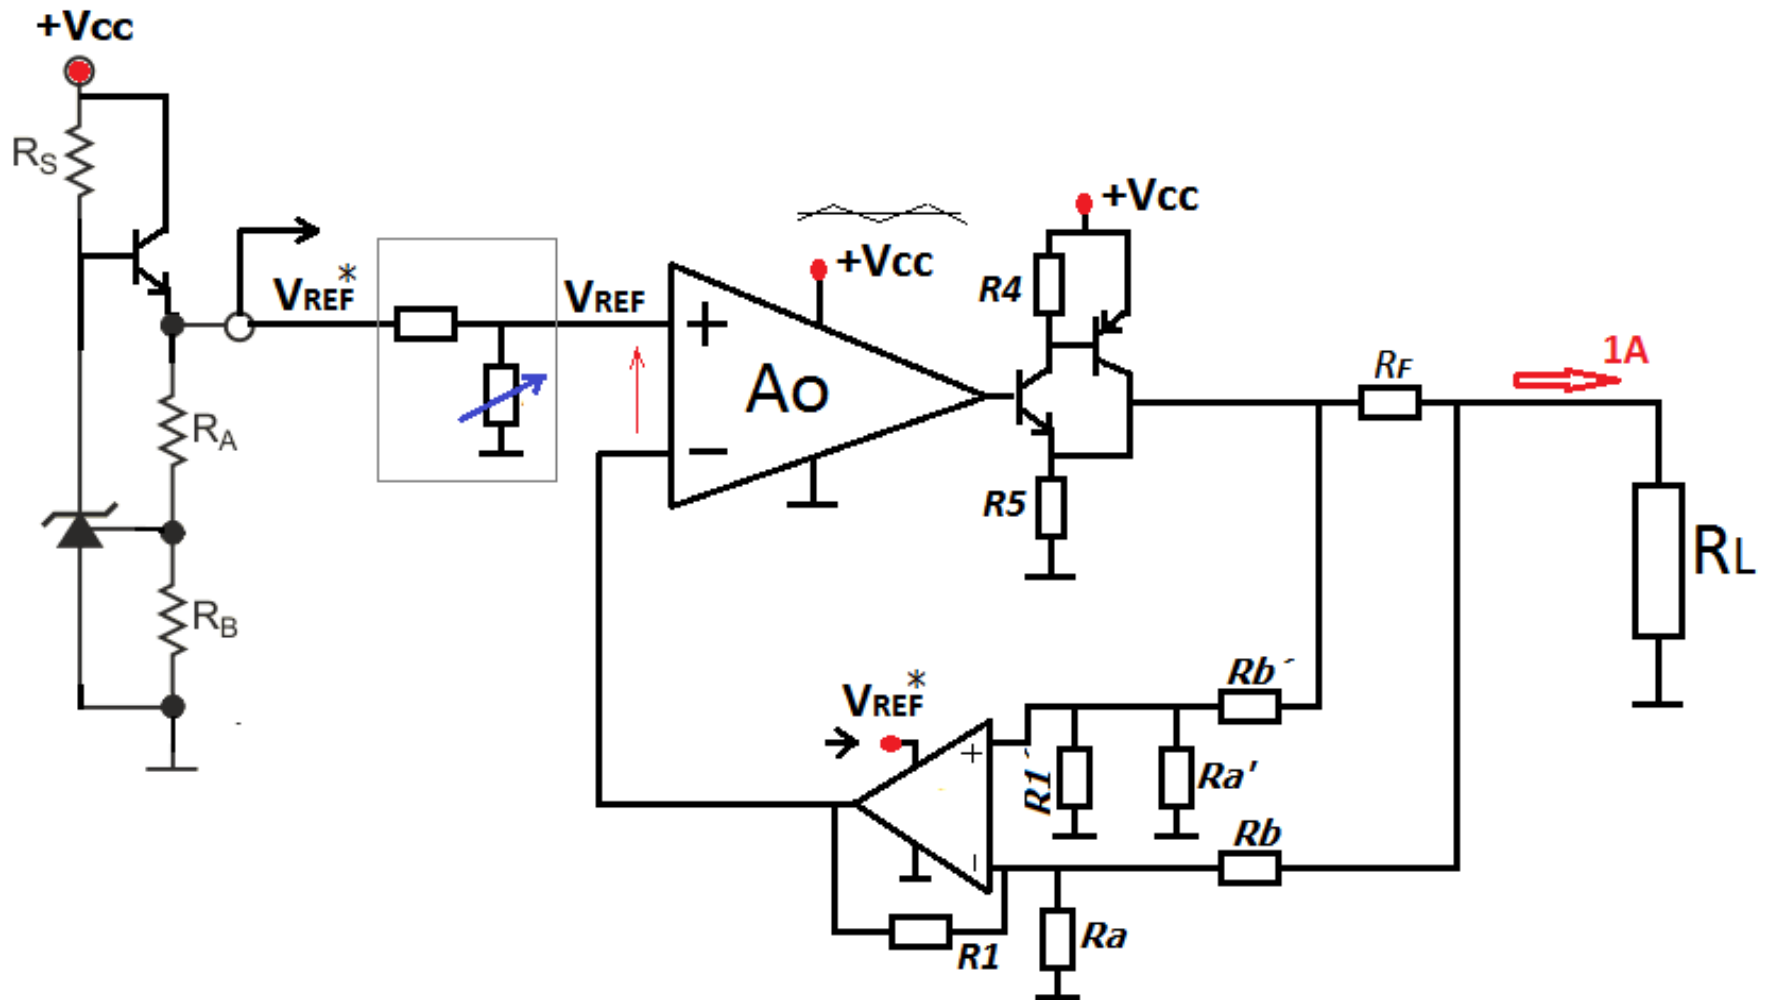 +Vcc
RS
VREF*
RA
RB
VREF
+
−
Ao
+Vcc
+Vcc
R4
R5
RF
1A
RL
VREF*
+
−
Rb´
R1´
Ra'
Rb
Ra
R1